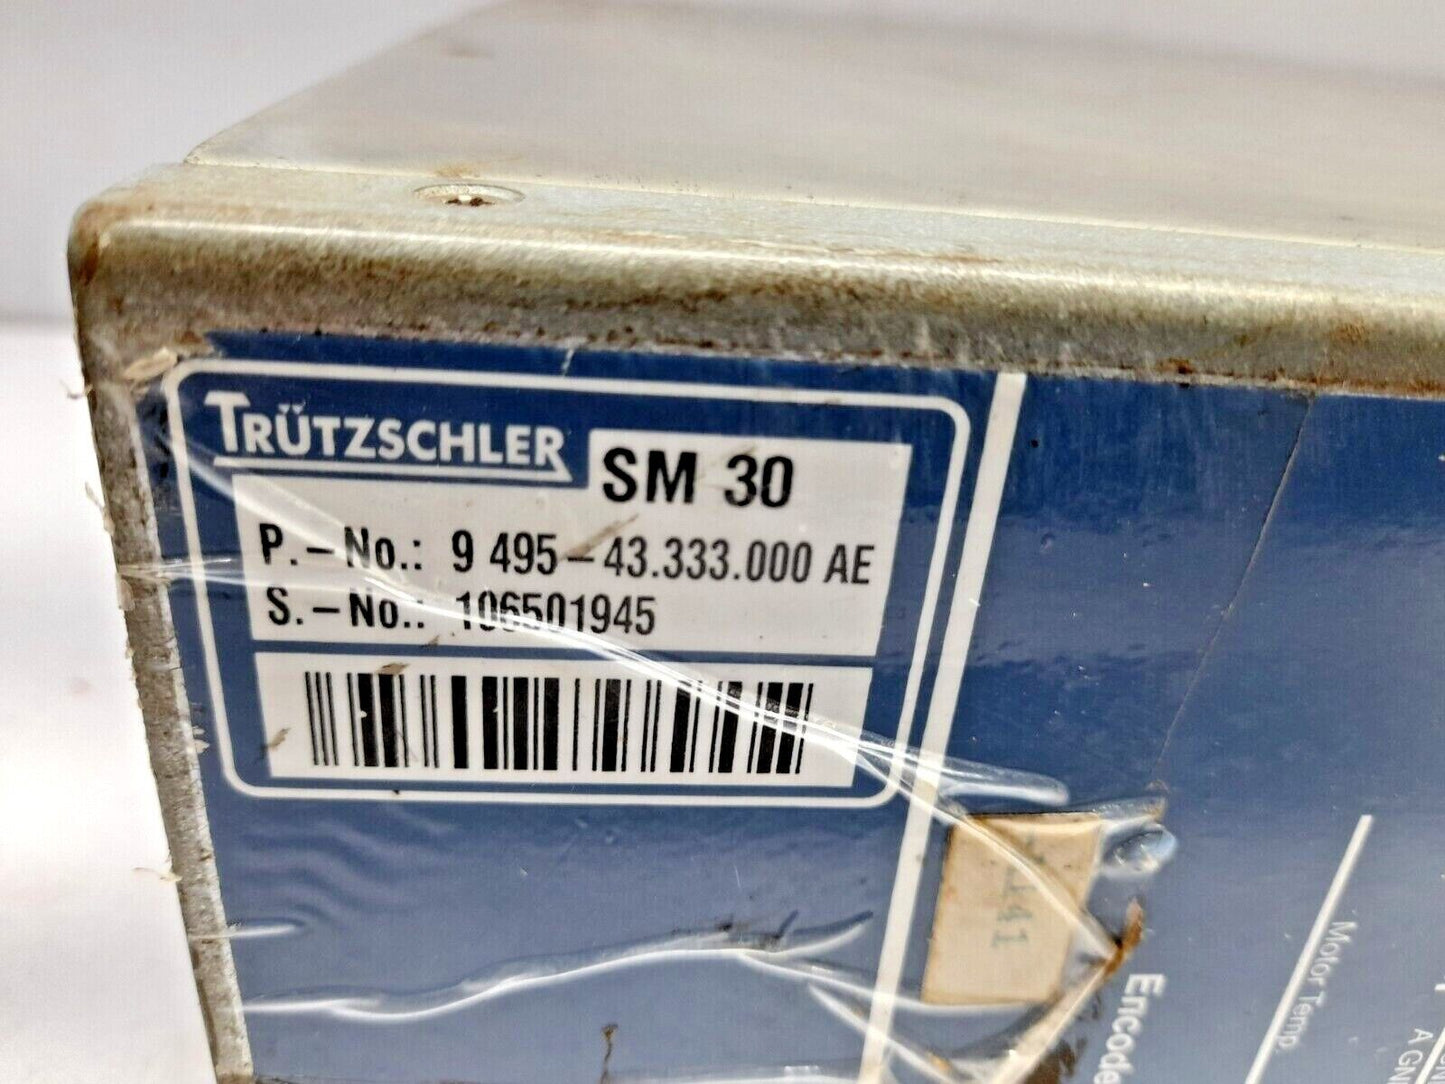 TRÜTZSCHLER
SM 30
P.-No.: 9 495-43.333.000 AE
S.-No.: 106501945
Motor Temp.